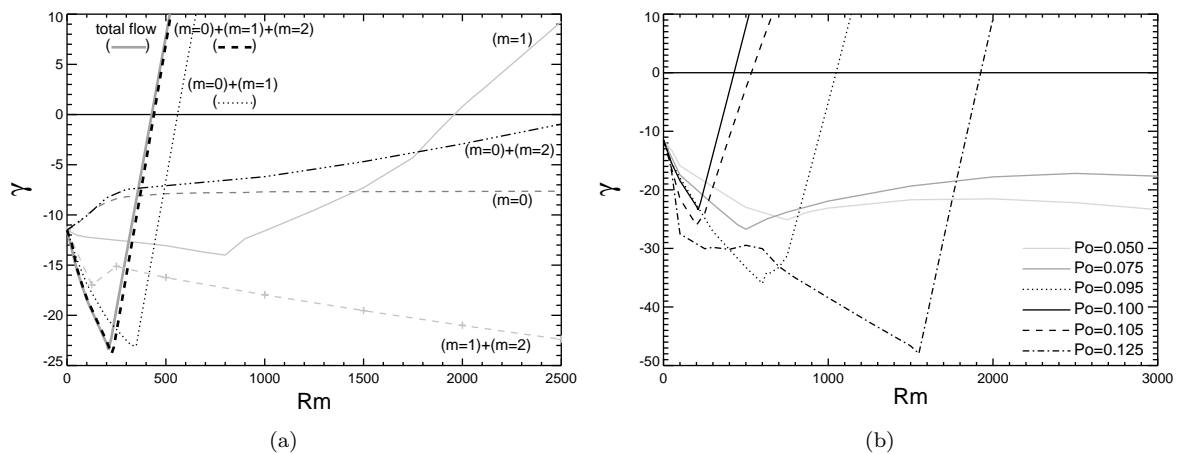 10
5
0
-5
-10
-15
-20
-25
γ
total flow
( )
(m=0)+(m=1)+(m=2)
( )
(m=0)+(m=1)
( )
(m=1)
(m=0)+(m=2)
(m=0)
(m=1)+(m=2)
0 500 1000 1500 2000 2500
Rm
(a)
10
0
-10
-20
-30
-40
-50
γ
Po=0.050
Po=0.075
Po=0.095
Po=0.100
Po=0.105
Po=0.125
0 1000 2000 3000
Rm
(b)